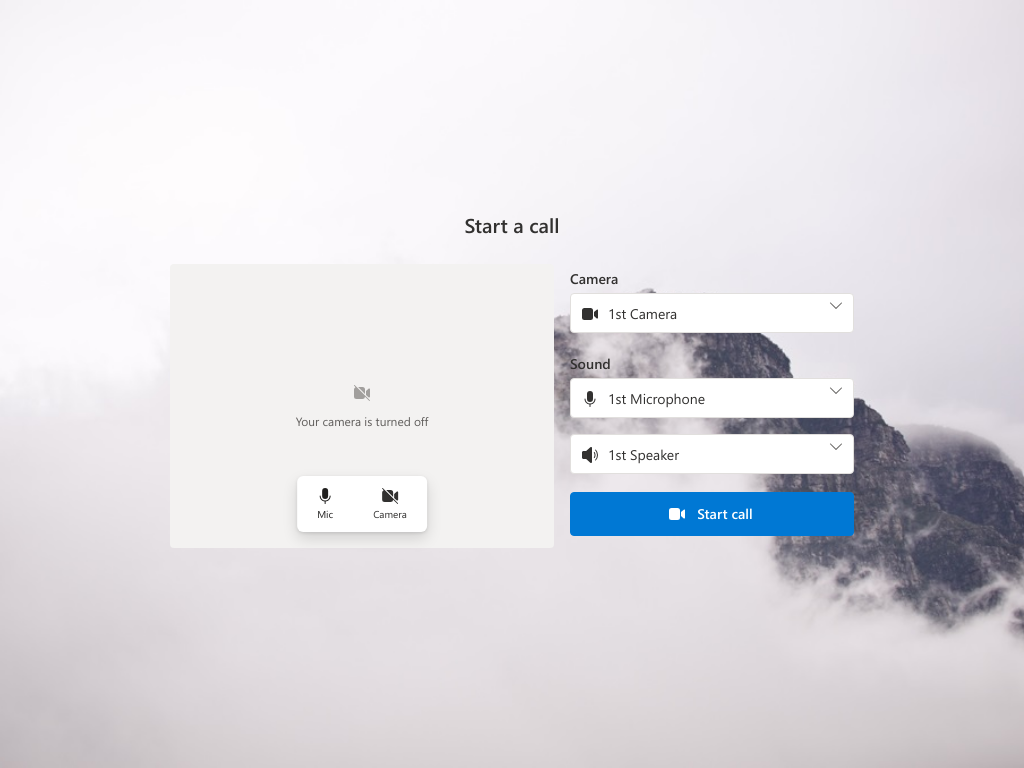 Start a call
Your camera is turned off
Mic
Camera
Camera
1st Camera
Sound
1st Microphone
1st Speaker
Start call